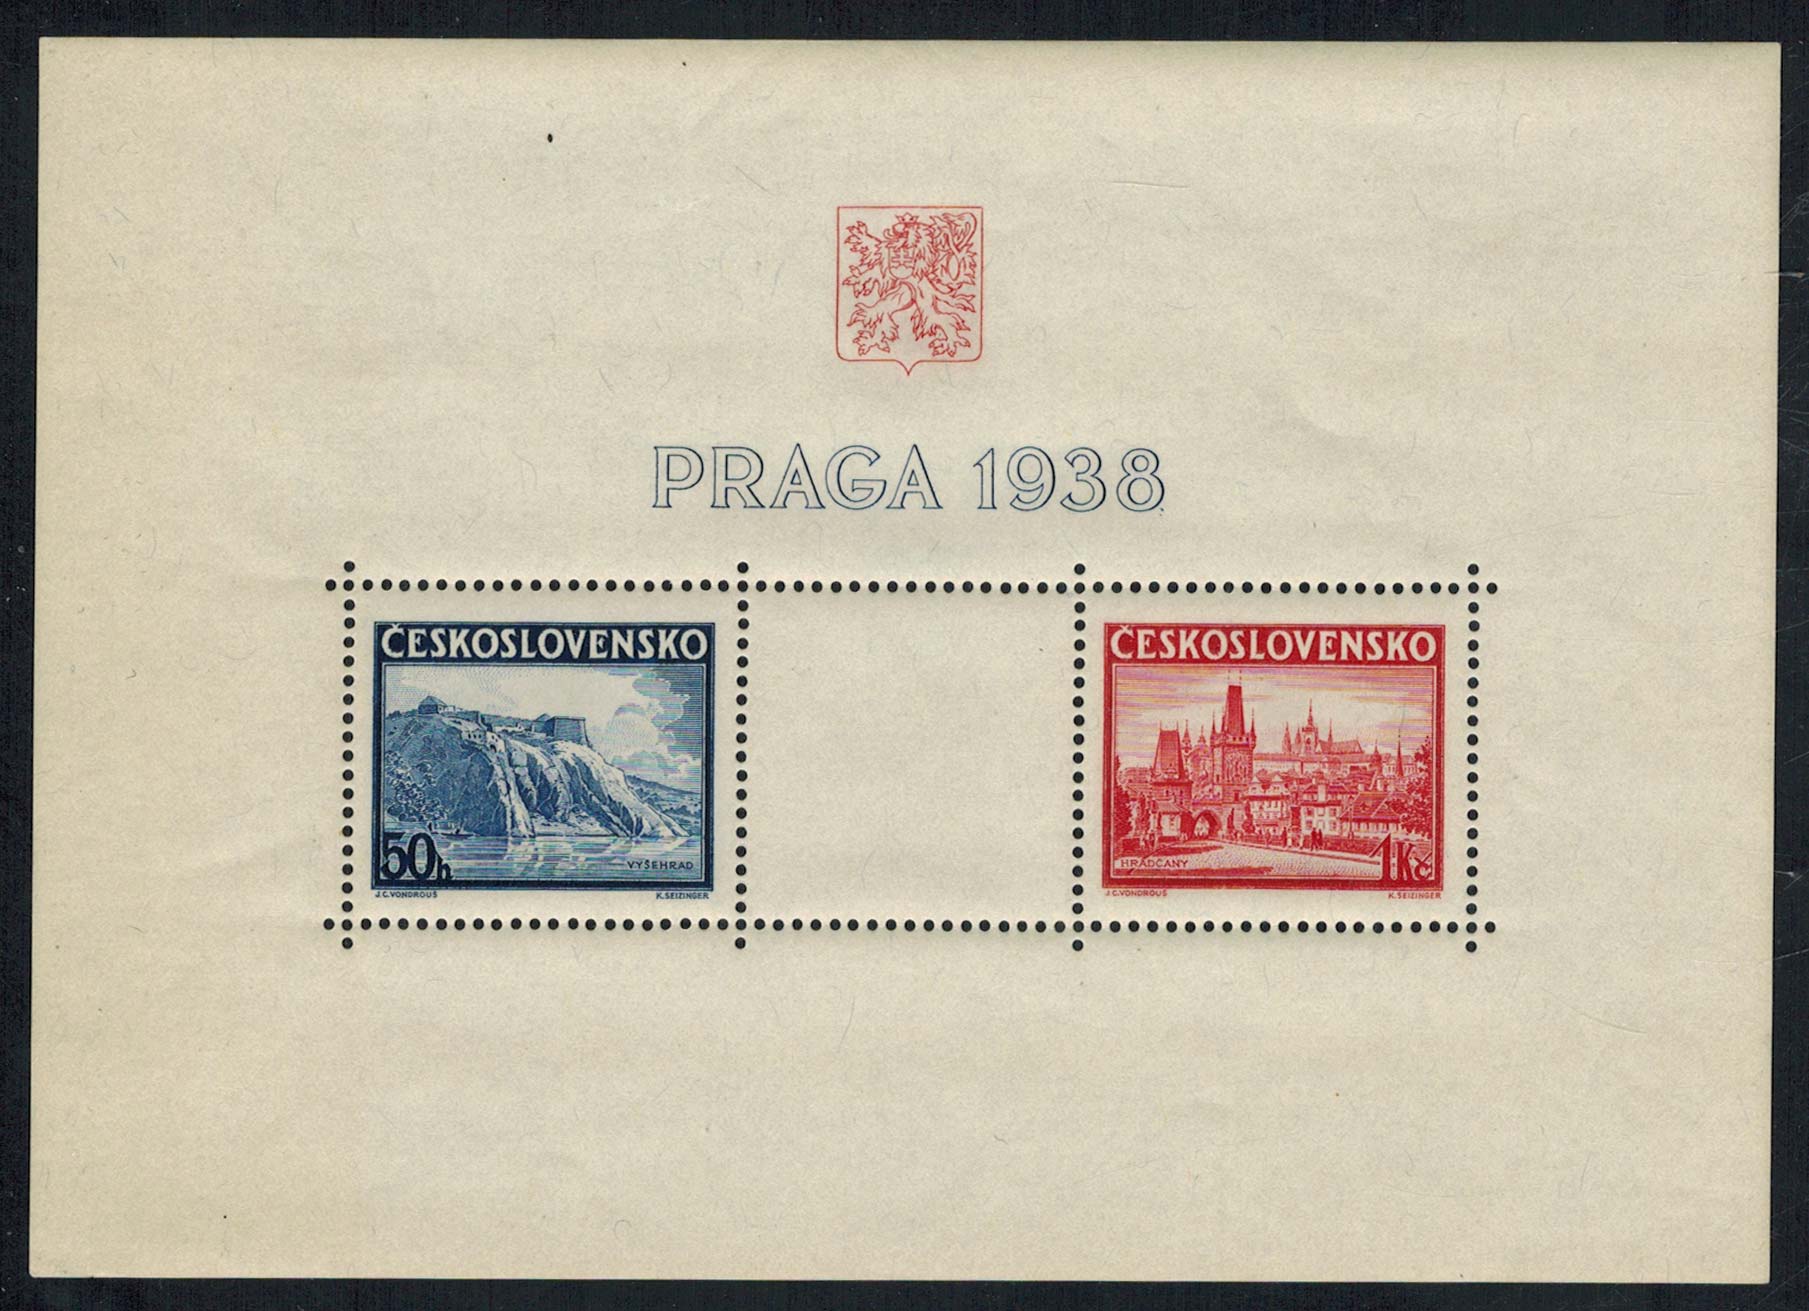 PRAGA 1938
ČESKOSLOVENSKO
50h
VYŠEHRAD
J.C.VONDROUŠ
K.SEIZINGER
ČESKOSLOVENSKO
HRADČANY
1Kč
J.C.VONDROUŠ
K.SEIZINGER